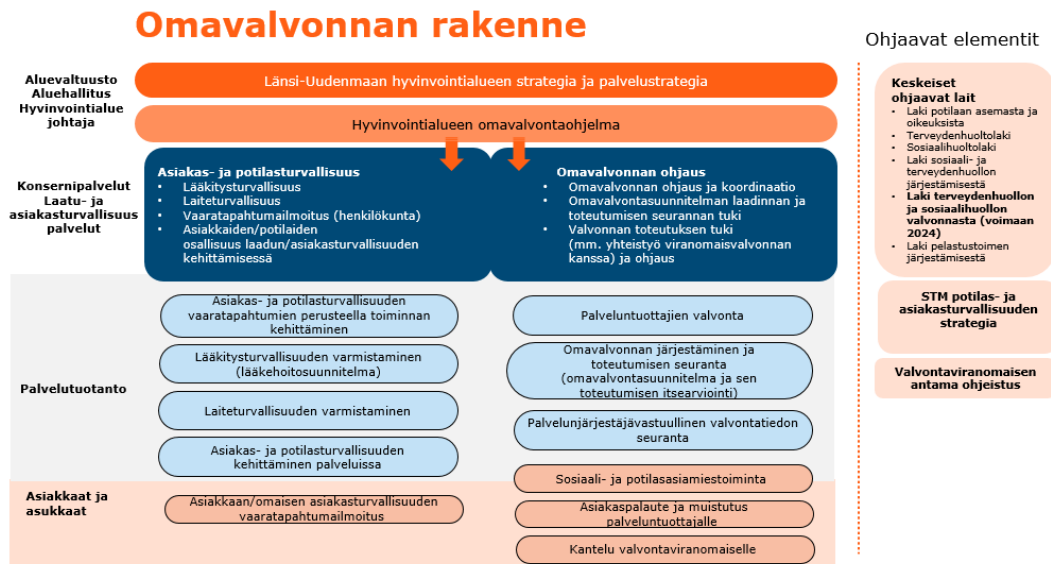 Omavalvonnan rakenne
Ohjaavat elementit
Aluevaltuusto
Aluehallitus
Hyvinvointialue
johtaja
Länsi-Uudenmaan hyvinvointialueen strategia ja palvelustrategia
Hyvinvointialueen omavalvontaohjelma
Konsernipalvelut
Laatu- ja
asiakasturvallisuus
palvelut
Asiakas- ja potilasturvallisuus
• Lääkitysturvallisuus
• Laiteturvallisuus
• Vaaratapahtumailmoitus (henkilökunta)
• Asiakkaiden/potilaiden
osallisuus laadun/asiakasturvallisuuden
kehittämisessä
Omavalvonnan ohjaus
• Omavalvonnan ohjaus ja koordinaatio
• Omavalvontasuunnitelman laadinnan ja
toteutumisen seurannan tuki
• Valvonnan toteutuksen tuki
(mm. yhteistyö viranomaisvalvonnan
kanssa) ja ohjaus
Palvelutuotanto
Asiakas- ja potilasturvallisuuden
vaaratapahtumien perusteella toiminnan
kehittäminen
Lääkitysturvallisuuden varmistaminen
(lääkehoitosuunnitelma)
Laiteturvallisuuden varmistaminen
Asiakas- ja potilasturvallisuuden
kehittäminen palveluissa
Palveluntuottajien valvonta
Omavalvonnan järjestäminen ja
toteutumisen seuranta
(omavalvontasuunnitelma ja sen
toteutumisen itsearviointi)
Palvelunjärjestäjävastuullinen valvontatiedon
seuranta
Asiakkaat ja
asukkaat
Asiakkaan/omaisen asiakasturvallisuuden
vaaratapahtumailmoitus
Sosiaali- ja potilasasiamiestoiminta
Asiakaspalaute ja muistutus
palveluntuottajalle
Kantelu valvontaviranomaiselle
Keskeiset
ohjaavat lait
• Laki potilaan asemasta ja
oikeuksista
• Terveydenhuoltolaki
• Sosiaalihuoltolaki
• Laki sosiaali- ja
terveydenhuollon
järjestämisestä
• Laki terveydenhuollon
ja sosiaalihuollon
valvonnasta (voimaan
2024)
• Laki pelastustoimen
järjestämisestä
STM potilas- ja
asiakasturvallisuuden
strategia
Valvontaviranomaisen
antama ohjeistus